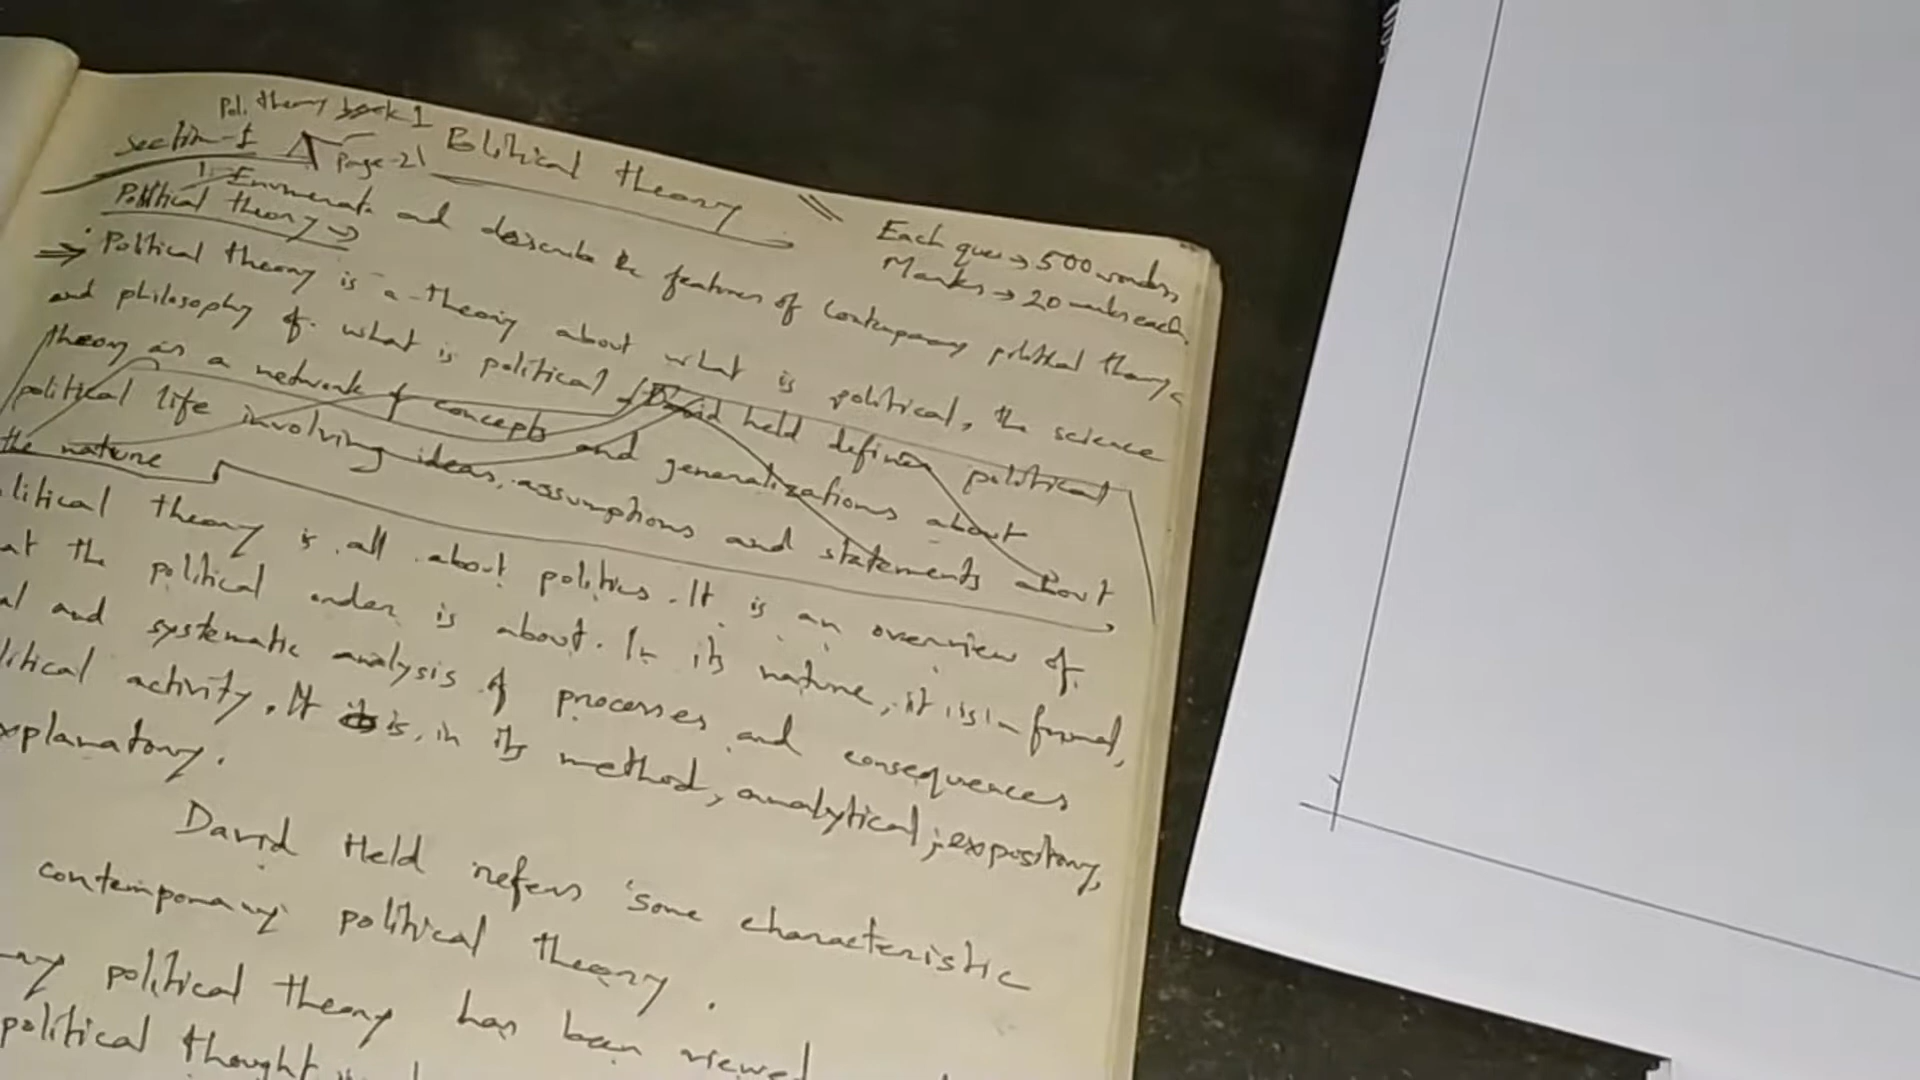 Pol. theory book 1
Section-I
Page-21
Political theory
Each ques → 500 words
Marks → 20 marks each
1. Enumerate and describe the features of contemporary political theory
Political theory →
⇒ Political theory is a theory about what is political, the science
and philosophy of what is political. David held defines political
theory as a network of concepts and generalizations about
political life involving ideas, assumptions and statements about
the nature
litical theory is all about politics. It is an overview of
at the political order is about. In its nature, it is formal,
al and systematic analysis of processes and consequences
litical activity. It is, in its method, analytical, expository,
xplanatory.
David Held refers some characteristic
contemporary political theory.
ry political theory has been viewed
political thought